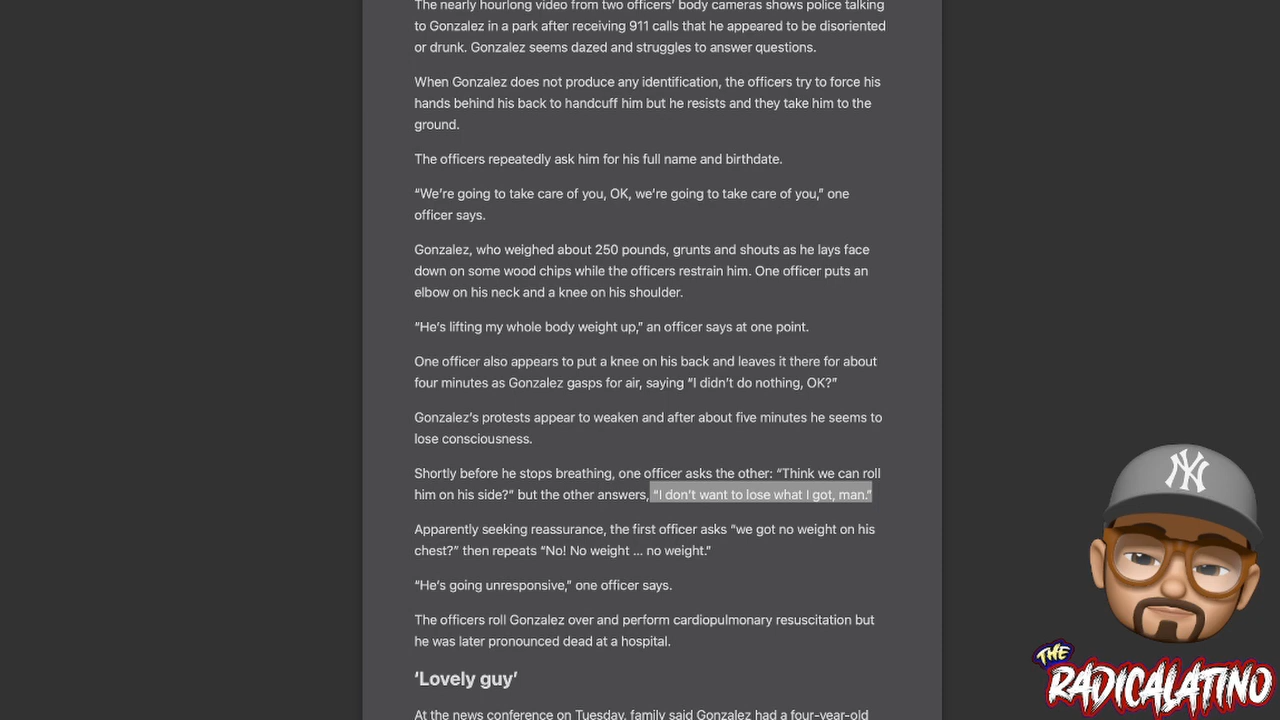 The nearly hourlong video from two officers’ body cameras shows police talking
to Gonzalez in a park after receiving 911 calls that he appeared to be disoriented
or drunk. Gonzalez seems dazed and struggles to answer questions.
When Gonzalez does not produce any identification, the officers try to force his
hands behind his back to handcuff him but he resists and they take him to the
ground.
The officers repeatedly ask him for his full name and birthdate.
“We’re going to take care of you, OK, we’re going to take care of you,” one
officer says.
Gonzalez, who weighed about 250 pounds, grunts and shouts as he lays face
down on some wood chips while the officers restrain him. One officer puts an
elbow on his neck and a knee on his shoulder.
“He’s lifting my whole body weight up,” an officer says at one point.
One officer also appears to put a knee on his back and leaves it there for about
four minutes as Gonzalez gasps for air, saying “I didn’t do nothing, OK?”
Gonzalez’s protests appear to weaken and after about five minutes he seems to
lose consciousness.
Shortly before he stops breathing, one officer asks the other: “Think we can roll
him on his side?” but the other answers, “I don’t want to lose what I got, man.”
Apparently seeking reassurance, the first officer asks “we got no weight on his
chest?” then repeats “No! No weight … no weight.”
“He’s going unresponsive,” one officer says.
The officers roll Gonzalez over and perform cardiopulmonary resuscitation but
he was later pronounced dead at a hospital.
‘Lovely guy’
At the news conference on Tuesday, family said Gonzalez had a four-year-old
NY
THE
RADICALATINO